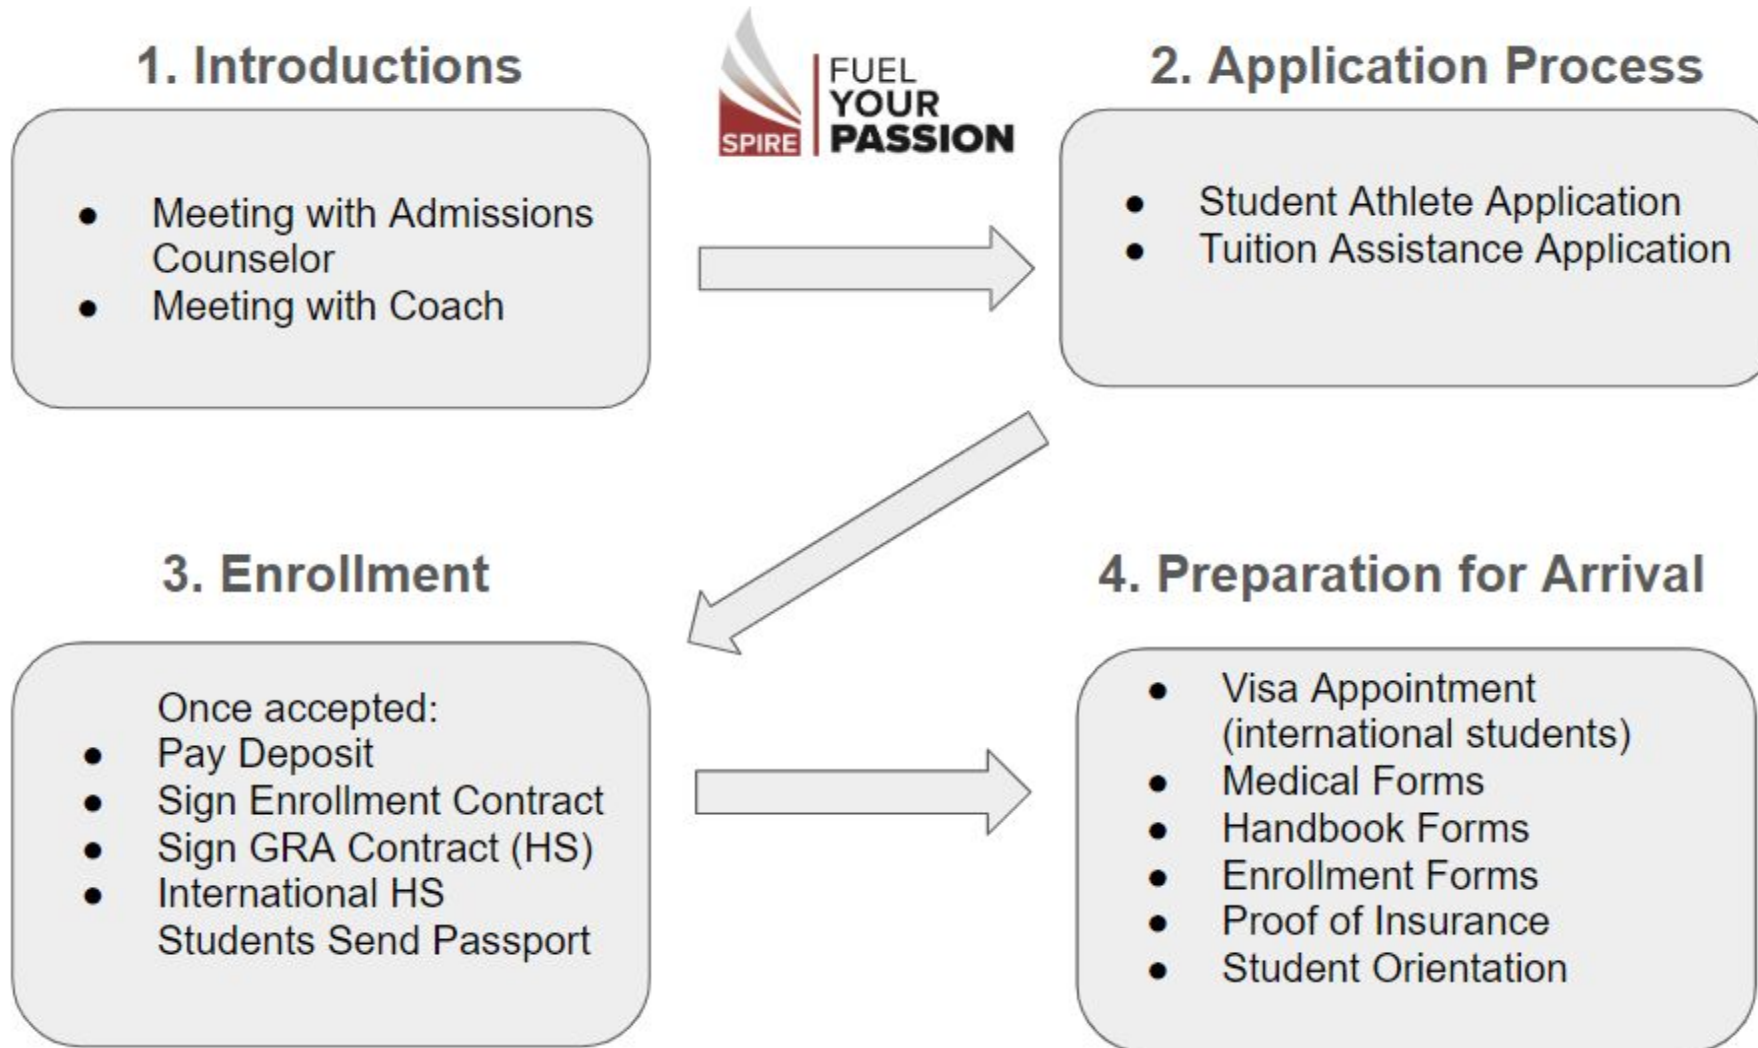 1. Introductions
● Meeting with Admissions
Counselor
● Meeting with Coach
SPIRE
FUEL
YOUR
PASSION
2. Application Process
● Student Athlete Application
● Tuition Assistance Application
3. Enrollment
Once accepted:
● Pay Deposit
● Sign Enrollment Contract
● Sign GRA Contract (HS)
● International HS
Students Send Passport
4. Preparation for Arrival
● Visa Appointment
(international students)
● Medical Forms
● Handbook Forms
● Enrollment Forms
● Proof of Insurance
● Student Orientation